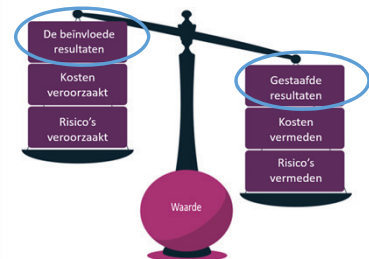 De beïnvloede
resultaten
Kosten
veroorzaakt
Risico's
veroorzaakt
Gestaafde
resultaten
Kosten
vermeden
Risico's
vermeden
Waarde